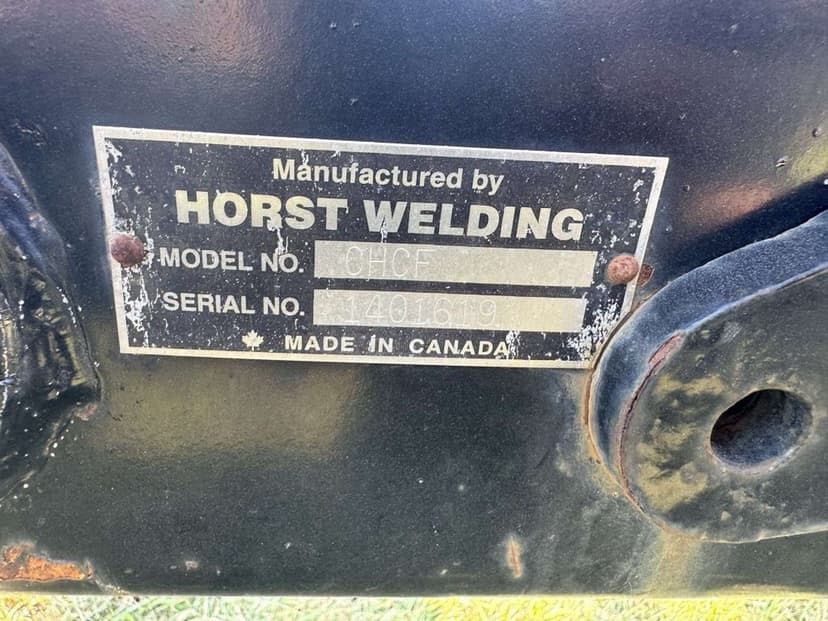 Manufactured by
HORST WELDING
MODEL NO. CHCF
SERIAL NO. 1401619
MADE IN CANADA